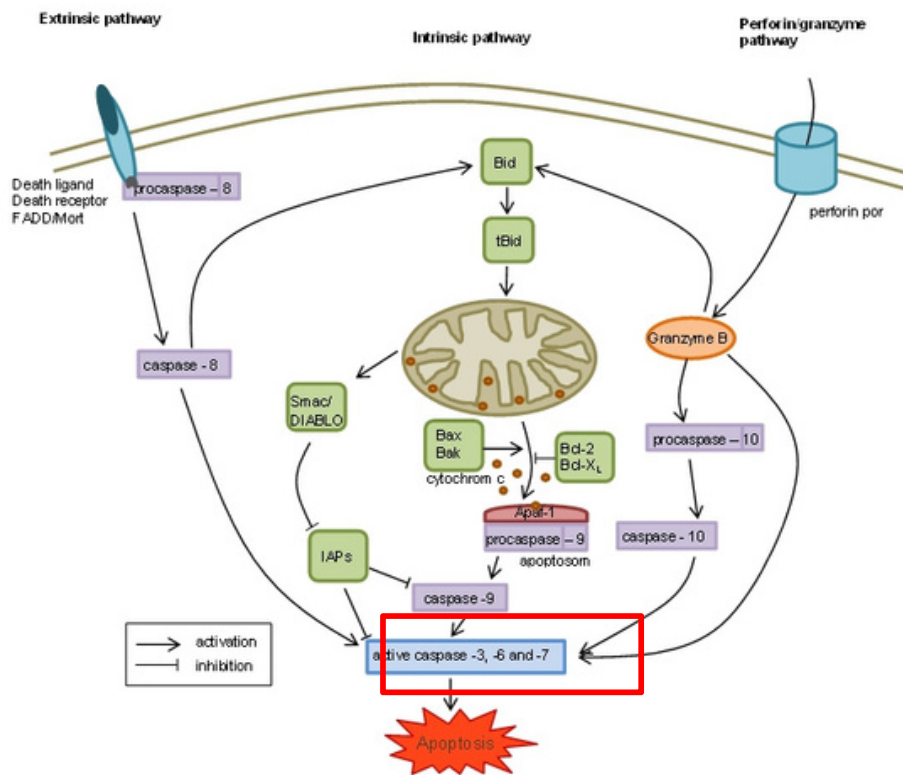 Extrinsic pathway
Intrinsic pathway
Perforin/granzyme
pathway
Death ligand
Death receptor
FADD/Mort
procaspase - 8
Bid
perforin por
tBid
caspase - 8
Granzyme B
Smac/
DIABLO
Bax
Bak
Bcl-2
Bcl-XL
cytochrom c
procaspase - 10
Apaf-1
procaspase - 9
apoptosom
caspase - 10
IAPs
caspase -9
activation
inhibition
active caspase -3, -6 and -7
Apoptosis